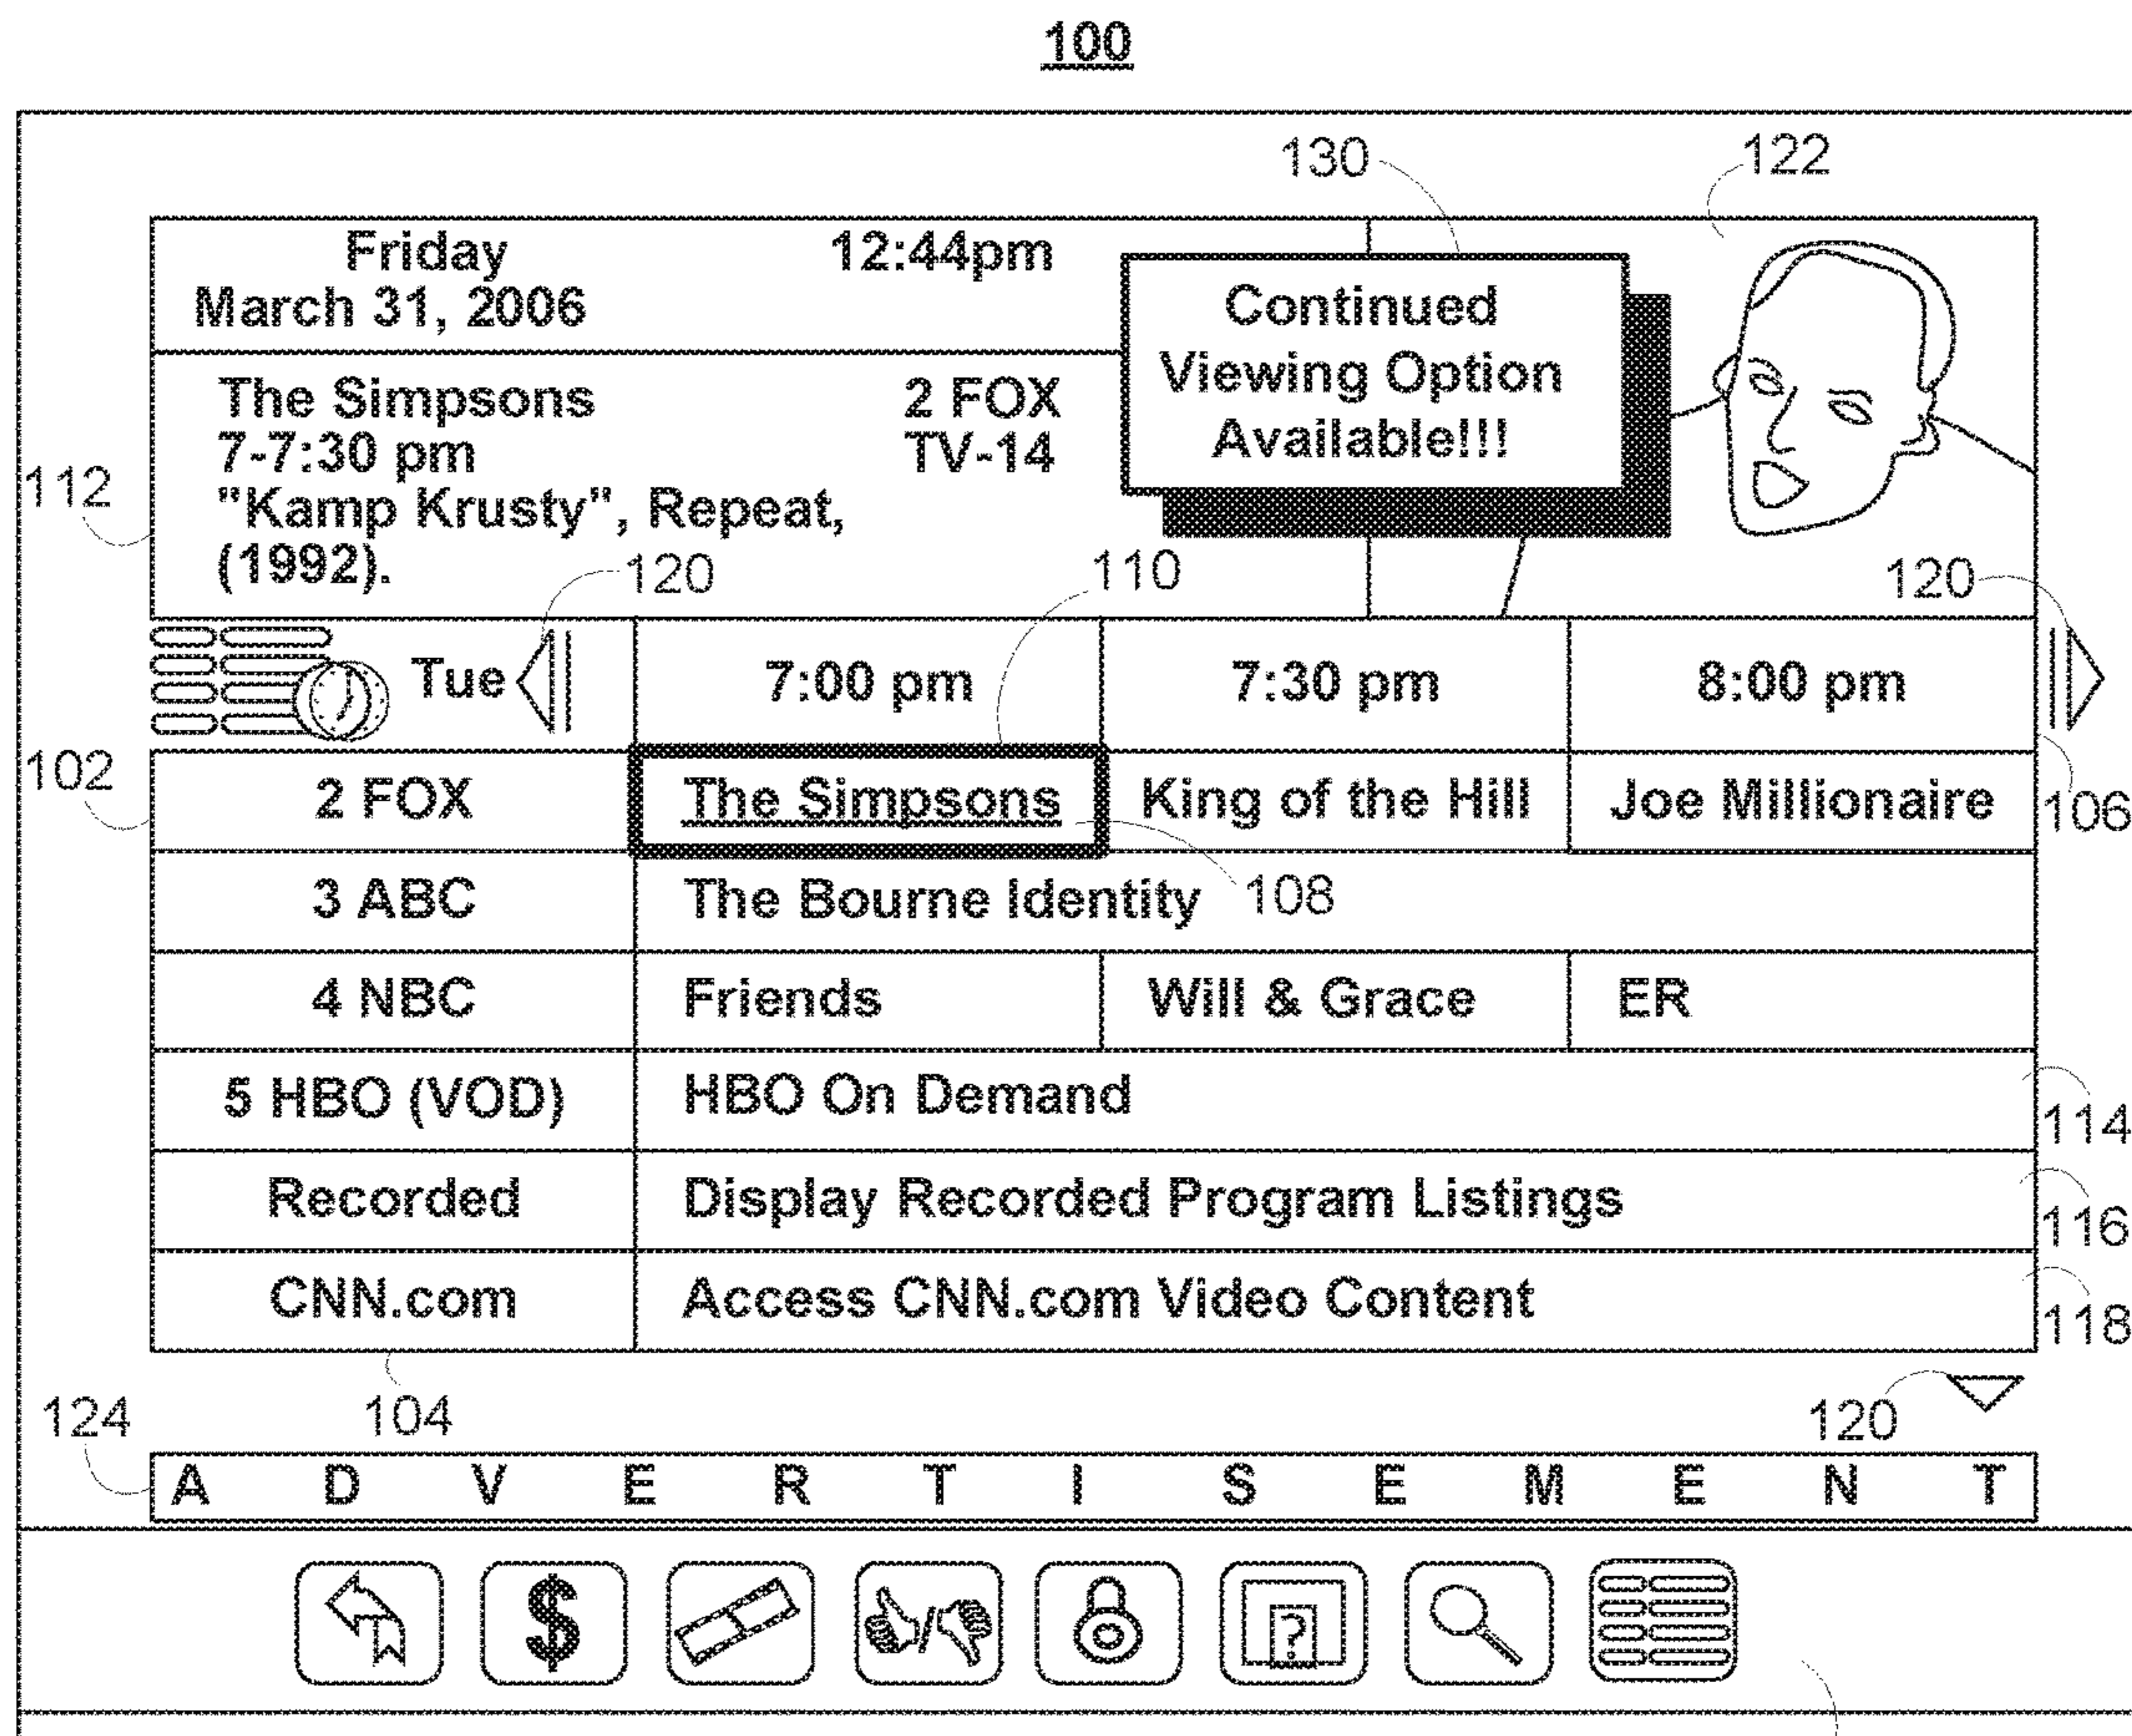 100
130
122
Friday 12:44pm
March 31, 2006
Continued
Viewing Option
Available!!!
The Simpsons 2 FOX
7-7:30 pm TV-14
"Kamp Krusty", Repeat,
(1992).
112
120
110
120
Tue 7:00 pm 7:30 pm 8:00 pm
102
2 FOX The Simpsons King of the Hill Joe Millionaire
106
3 ABC The Bourne Identity
108
4 NBC Friends Will & Grace ER
5 HBO (VOD) HBO On Demand
114
Recorded Display Recorded Program Listings
116
CNN.com Access CNN.com Video Content
118
124
104
120
A D V E R T I S E M E N T
$
/
?